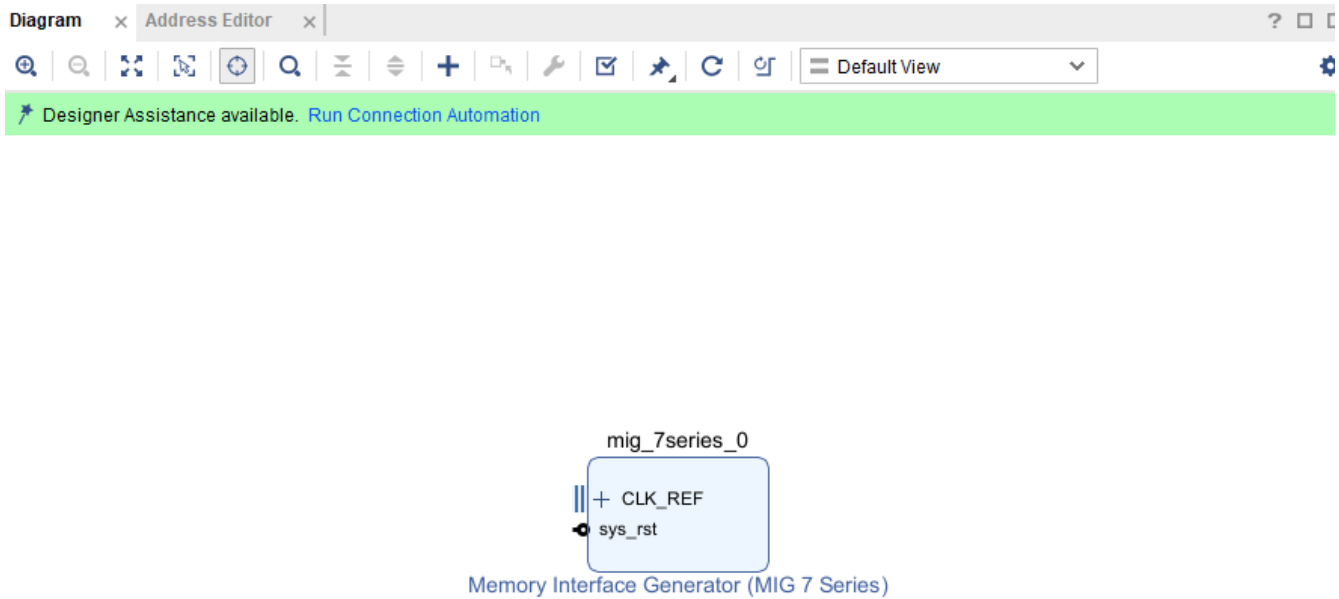 Diagram × Address Editor ×
?
Default View
Designer Assistance available. Run Connection Automation
mig_7series_0
CLK_REF
sys_rst
Memory Interface Generator (MIG 7 Series)